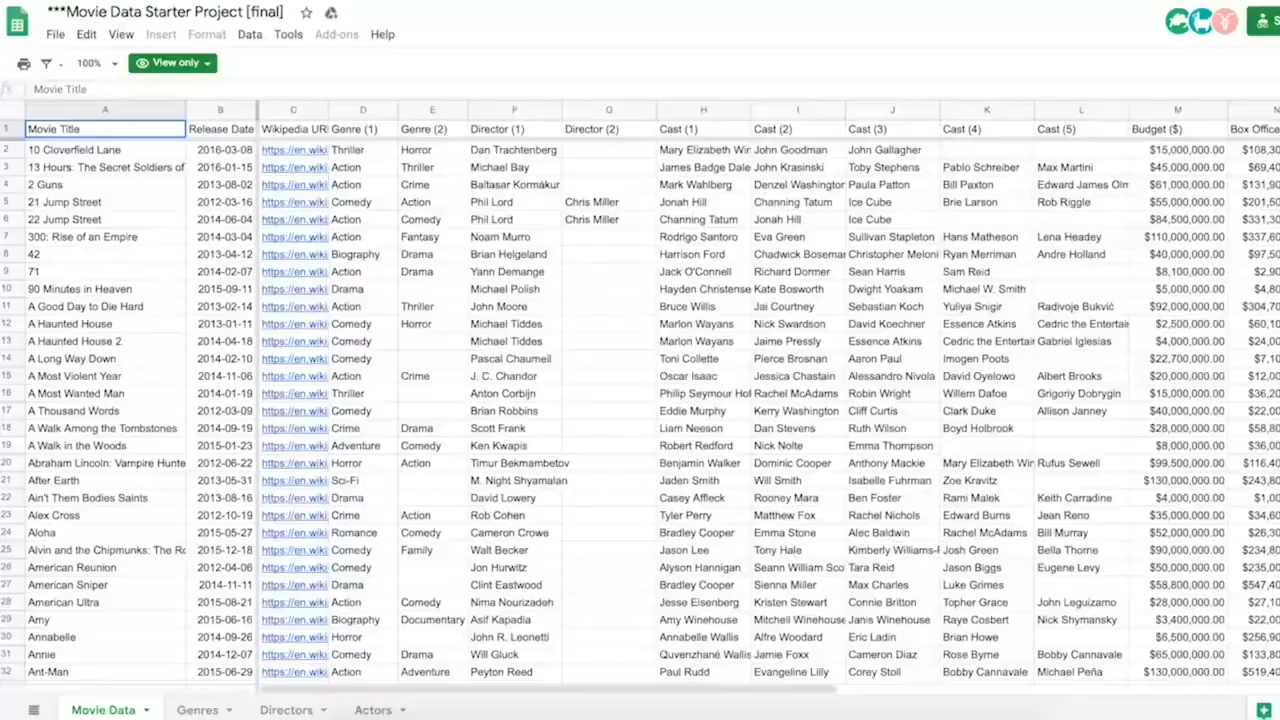 ***Movie Data Starter Project [final]
File Edit View Insert Format Data Tools Add-ons Help
100% View only
fx Movie Title
A B C D E F G H I J K L M N
1 Movie Title Release Date Wikipedia UR Genre (1) Genre (2) Director (1) Director (2) Cast (1) Cast (2) Cast (3) Cast (4) Cast (5) Budget ($) Box Office
2 10 Cloverfield Lane 2016-03-08 https://en.wiki Thriller Horror Dan Trachtenberg Mary Elizabeth Win John Goodman John Gallagher $15,000,000.00 $108,30
3 13 Hours: The Secret Soldiers of 2016-01-15 https://en.wiki Action Thriller Michael Bay James Badge Dale John Krasinski Toby Stephens Pablo Schreiber Max Martini $45,000,000.00 $69,40
4 2 Guns 2013-08-02 https://en.wiki Action Crime Baltasar Kormákur Mark Wahlberg Denzel Washington Paula Patton Bill Paxton Edward James Olm $61,000,000.00 $131,90
5 21 Jump Street 2012-03-16 https://en.wiki Comedy Action Phil Lord Chris Miller Jonah Hill Channing Tatum Ice Cube Brie Larson Rob Riggle $55,000,000.00 $201,50
6 22 Jump Street 2014-06-04 https://en.wiki Action Comedy Phil Lord Chris Miller Channing Tatum Jonah Hill Ice Cube $84,500,000.00 $331,30
7 300: Rise of an Empire 2014-03-04 https://en.wiki Action Fantasy Noam Murro Rodrigo Santoro Eva Green Sullivan Stapleton Hans Matheson Lena Headey $110,000,000.00 $337,60
8 42 2013-04-12 https://en.wiki Biography Drama Brian Helgeland Harrison Ford Chadwick Boseman Christopher Meloni Ryan Merriman Andre Holland $40,000,000.00 $97,50
9 71 2014-02-07 https://en.wiki Action Drama Yann Demange Jack O'Connell Richard Dormer Sean Harris Sam Reid $8,100,000.00 $2,90
10 90 Minutes in Heaven 2015-09-11 https://en.wiki Drama Michael Polish Hayden Christense Kate Bosworth Dwight Yoakam Michael W. Smith $5,000,000.00 $4,80
11 A Good Day to Die Hard 2013-02-14 https://en.wiki Action Thriller John Moore Bruce Willis Jai Courtney Sebastian Koch Yuliya Snigir Radivoje Bukvić $92,000,000.00 $304,70
12 A Haunted House 2013-01-11 https://en.wiki Comedy Horror Michael Tiddes Marlon Wayans Nick Swardson David Koechner Essence Atkins Cedric the Entertain $2,500,000.00 $60,10
13 A Haunted House 2 2014-04-18 https://en.wiki Comedy Michael Tiddes Marlon Wayans Jaime Pressly Essence Atkins Cedric the Entertain Gabriel Iglesias $4,000,000.00 $24,00
14 A Long Way Down 2014-02-10 https://en.wiki Comedy Pascal Chaumeil Toni Collette Pierce Brosnan Aaron Paul Imogen Poots $22,700,000.00 $7,10
15 A Most Violent Year 2014-11-06 https://en.wiki Action Crime J. C. Chandor Oscar Isaac Jessica Chastain Alessandro Nivola David Oyelowo Albert Brooks $20,000,000.00 $12,00
16 A Most Wanted Man 2014-01-19 https://en.wiki Thriller Anton Corbijn Philip Seymour Hof Rachel McAdams Robin Wright Willem Dafoe Grigoriy Dobrygin $15,000,000.00 $36,20
17 A Thousand Words 2012-03-09 https://en.wiki Comedy Brian Robbins Eddie Murphy Kerry Washington Cliff Curtis Clark Duke Allison Janney $40,000,000.00 $22,00
18 A Walk Among the Tombstones 2014-09-19 https://en.wiki Crime Drama Scott Frank Liam Neeson Dan Stevens Ruth Wilson Boyd Holbrook $28,000,000.00 $58,80
19 A Walk in the Woods 2015-01-23 https://en.wiki Adventure Comedy Ken Kwapis Robert Redford Nick Nolte Emma Thompson $8,000,000.00 $36,00
20 Abraham Lincoln: Vampire Hunte 2012-06-22 https://en.wiki Horror Action Timur Bekmambetov Benjamin Walker Dominic Cooper Anthony Mackie Mary Elizabeth Win Rufus Sewell $99,500,000.00 $116,40
21 After Earth 2013-05-31 https://en.wiki Sci-Fi M. Night Shyamalan Jaden Smith Will Smith Isabelle Fuhrman Zoe Kravitz $130,000,000.00 $243,80
22 Ain't Them Bodies Saints 2013-08-16 https://en.wiki Drama David Lowery Casey Affleck Rooney Mara Ben Foster Rami Malek Keith Carradine $4,000,000.00 $1,00
23 Alex Cross 2012-10-19 https://en.wiki Crime Action Rob Cohen Tyler Perry Matthew Fox Rachel Nichols Edward Burns Jean Reno $35,000,000.00 $34,60
24 Aloha 2015-05-27 https://en.wiki Romance Comedy Cameron Crowe Bradley Cooper Emma Stone Alec Baldwin Rachel McAdams Bill Murray $52,000,000.00 $26,30
25 Alvin and the Chipmunks: The Ro 2015-12-18 https://en.wiki Comedy Family Walt Becker Jason Lee Tony Hale Kimberly Williams-F Josh Green Bella Thorne $90,000,000.00 $234,80
26 American Reunion 2012-04-06 https://en.wiki Comedy Jon Hurwitz Alyson Hannigan Seann William Sco Tara Reid Jason Biggs Eugene Levy $50,000,000.00 $235,00
27 American Sniper 2014-11-11 https://en.wiki Drama Clint Eastwood Bradley Cooper Sienna Miller Max Charles Luke Grimes $58,800,000.00 $547,40
28 American Ultra 2015-08-21 https://en.wiki Action Comedy Nima Nourizadeh Jesse Eisenberg Kristen Stewart Connie Britton Topher Grace John Leguizamo $28,000,000.00 $27,10
29 Amy 2015-06-16 https://en.wiki Biography Documentary Asif Kapadia Amy Winehouse Mitchell Winehouse Janis Winehouse Raye Cosbert Nick Shymansky $3,400,000.00 $22,00
30 Annabelle 2014-09-26 https://en.wiki Horror John R. Leonetti Annabelle Wallis Alfre Woodard Eric Ladin Brian Howe $6,500,000.00 $256,90
31 Annie 2014-12-07 https://en.wiki Comedy Drama Will Gluck Quvenzhané Wallis Jamie Foxx Cameron Diaz Rose Byrne Bobby Cannavale $65,000,000.00 $133,80
32 Ant-Man 2015-06-29 https://en.wiki Action Adventure Peyton Reed Paul Rudd Evangeline Lilly Corey Stoll Bobby Cannavale Michael Peña $130,000,000.00 $519,40
Movie Data Genres Directors Actors